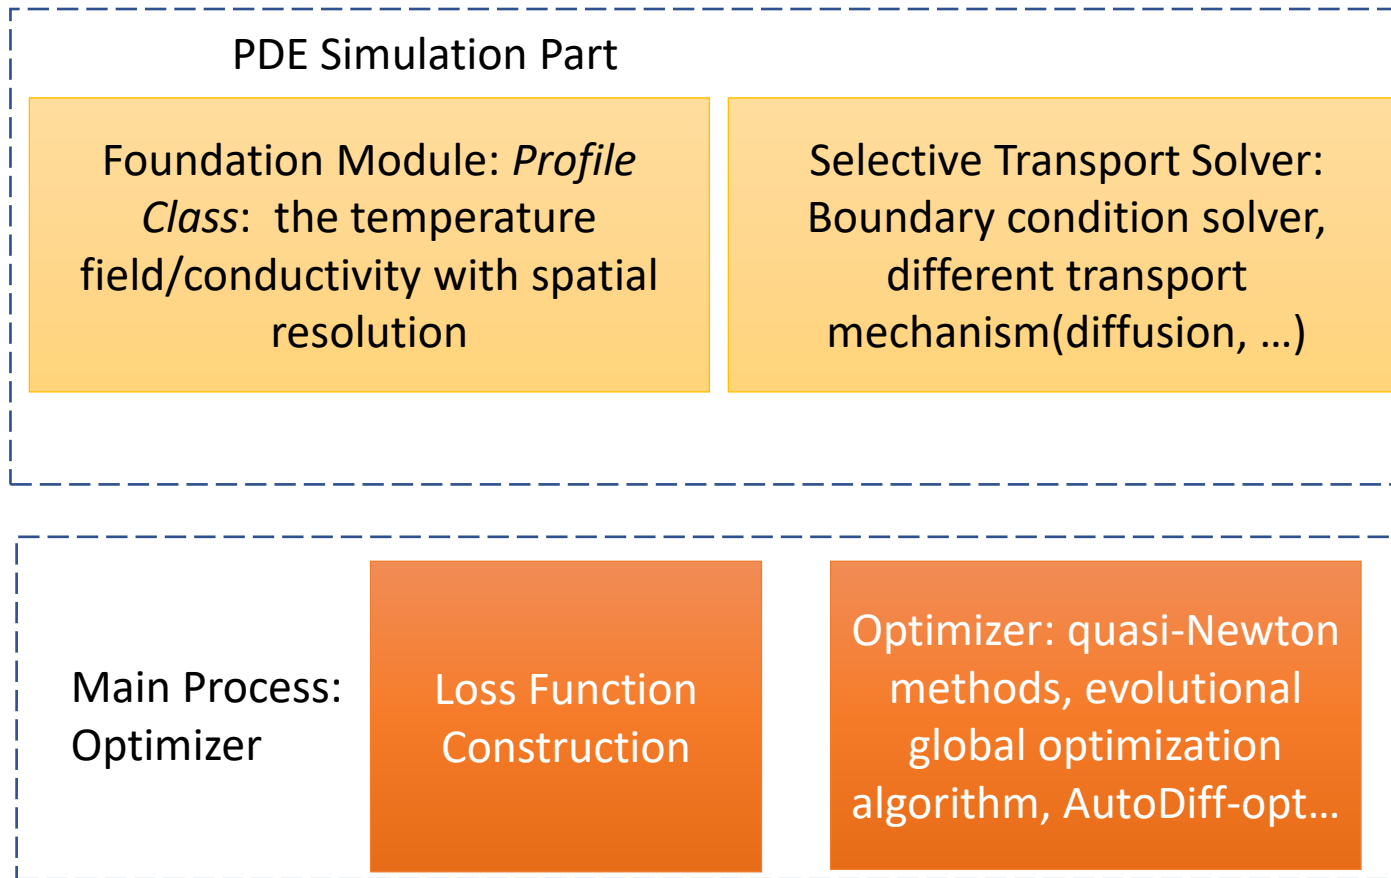 PDE Simulation Part
Foundation Module: Profile
Class:  the temperature
field/conductivity with spatial
resolution
Selective Transport Solver:
Boundary condition solver,
different transport
mechanism(diffusion, …)
Main Process:
Optimizer
Loss Function
Construction
Optimizer: quasi-Newton
methods, evolutional
global optimization
algorithm, AutoDiff-opt…